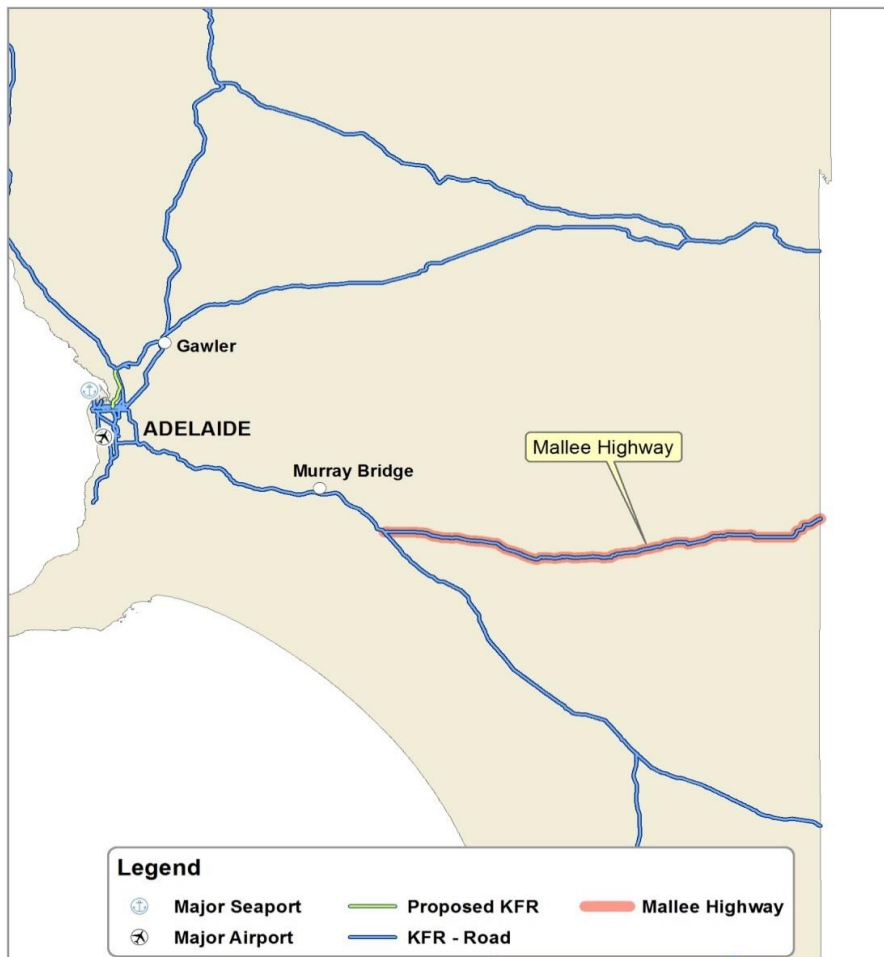 Gawler
ADELAIDE
Mallee Highway
Murray Bridge
Legend
Major Seaport
Proposed KFR
Mallee Highway
Major Airport
KFR - Road